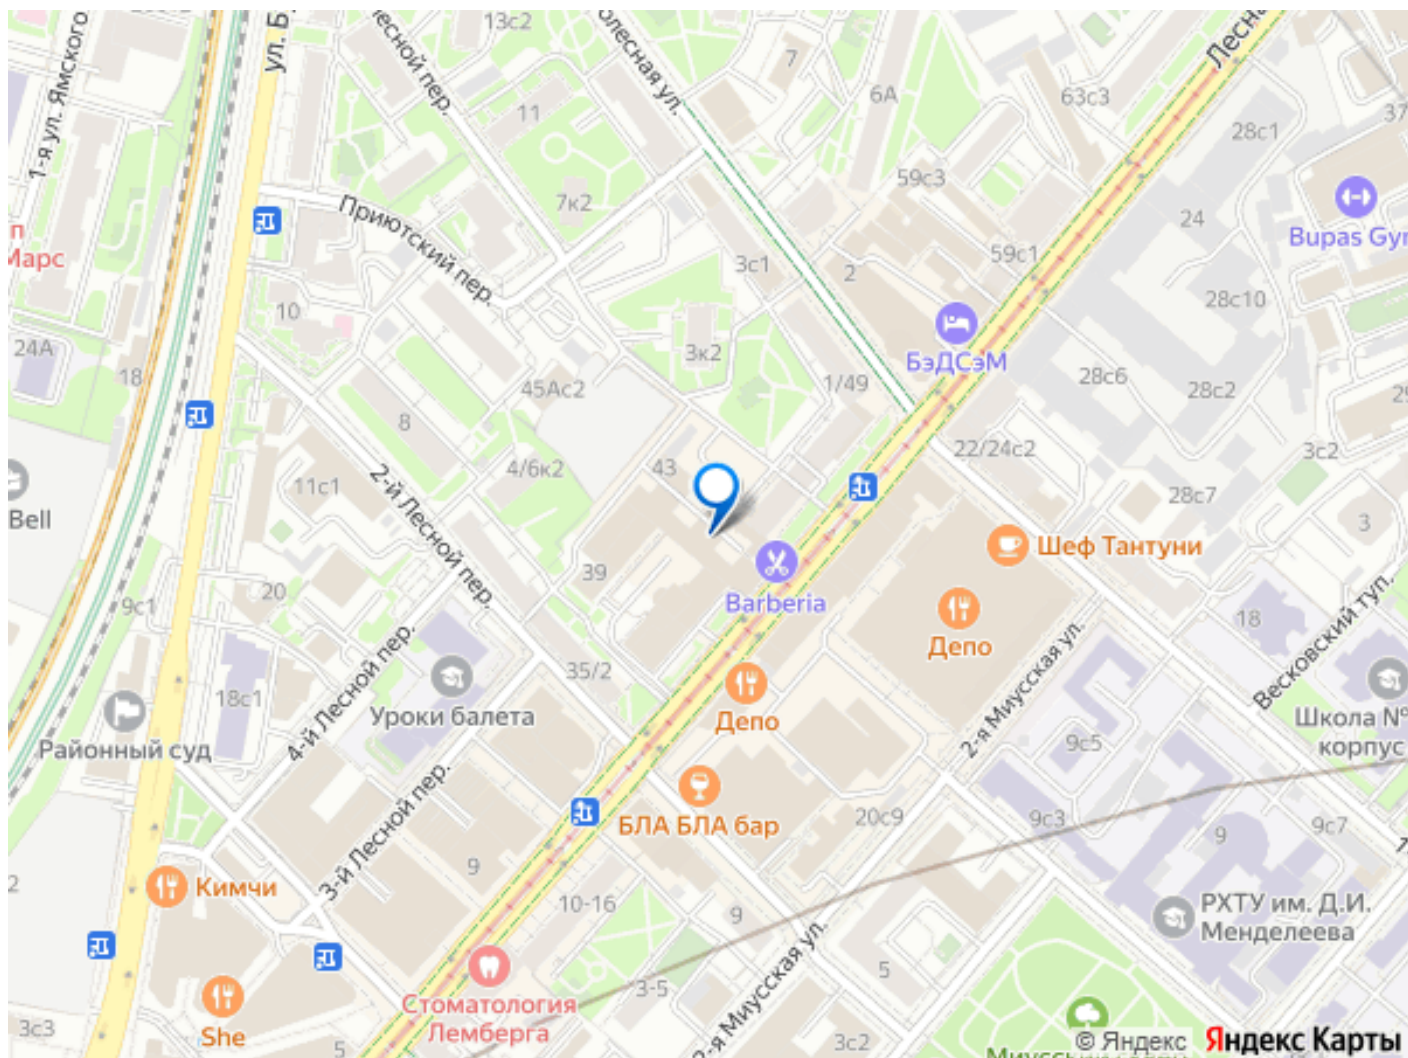 13с2
ул. Б
1-я ул. Ямского
Лесной пер.
олесная ул.
Лесна
7
6А
63с3
37
11
28с1
59с3
7к2
24
Bupas Gyr
Приютский пер.
п
Марс
3с1
2
59с1
10
28с10
24А
18
3к2
БэДСэМ
45Ас2
1/49
28с6
28с2
29
8
22/24с2
3с2
4/6к2
43
11с1
2-й Лесной пер.
28с7
Bell
3
Шеф Тантуни
39
20
9с1
Barberia
Депо
18
Весковский туп.
4-й Лесной пер.
35/2
18с1
Уроки балета
Депо
2-я Миусская ул.
Школа №
корпус
Районный суд
9с5
3-й Лесной пер.
БЛА БЛА бар
20с9
9с3
9
9с7
9
Кимчи
2
10-16
9
РХТУ им. Д.И.
Менделеева
5
2-я Миусская ул.
3-5
Стоматология
Лемберга
3с3
She
5
3с2
© Яндекс Яндекс Карты